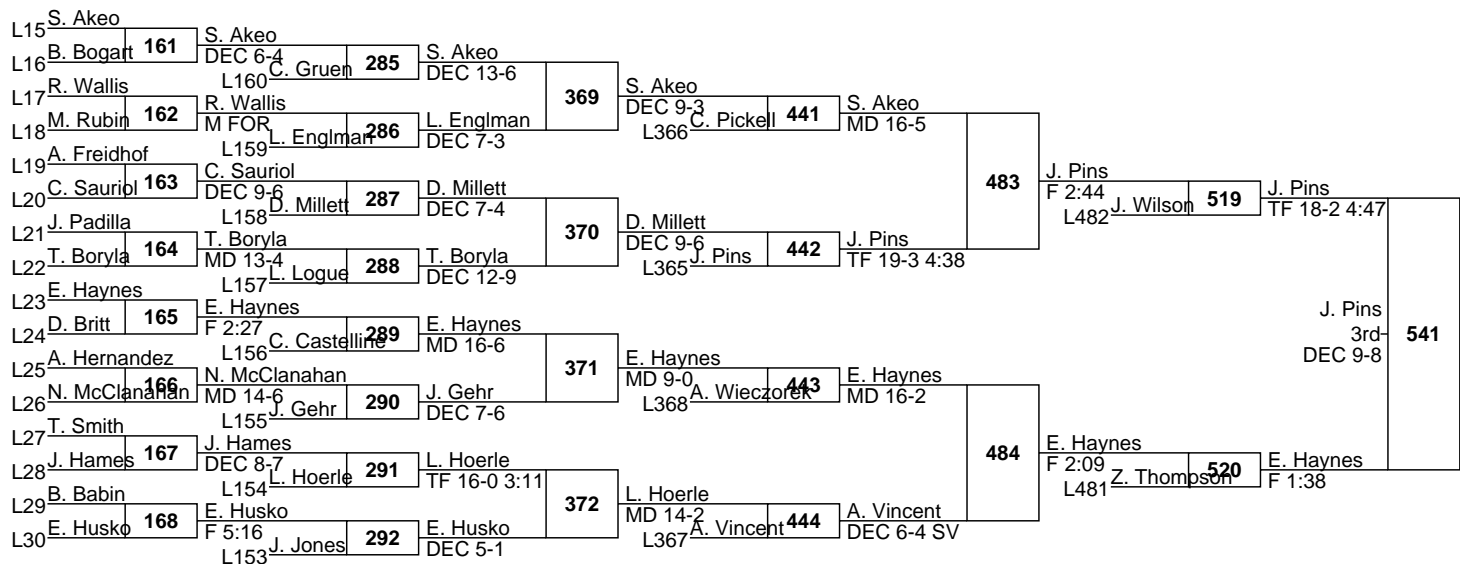 L15 S. Akeo
L16 B. Bogart
161
S. Akeo
DEC 6-4
L160 C. Gruen
285
S. Akeo
DEC 13-6
L17 R. Wallis
L18 M. Rubin
162
R. Wallis
M FOR
L159 L. Englman
286
L. Englman
DEC 7-3
369
S. Akeo
DEC 9-3
L366 C. Pickell
441
S. Akeo
MD 16-5
L19 A. Freidhof
L20 C. Sauriol
163
C. Sauriol
DEC 9-6
L158 D. Millett
287
D. Millett
DEC 7-4
L21 J. Padilla
L22 T. Boryla
164
T. Boryla
MD 13-4
L157 L. Logue
288
T. Boryla
DEC 12-9
370
D. Millett
DEC 9-6
L365 J. Pins
442
J. Pins
TF 19-3 4:38
483
J. Pins
F 2:44
L482 J. Wilson
519
J. Pins
TF 18-2 4:47
L23 E. Haynes
L24 D. Britt
165
E. Haynes
F 2:27
L156 C. Castelline
289
E. Haynes
MD 16-6
L25 A. Hernandez
L26 N. McClanahan
166
N. McClanahan
MD 14-6
L155 J. Gehr
290
J. Gehr
DEC 7-6
371
E. Haynes
MD 9-0
L368 A. Wieczorek
443
E. Haynes
MD 16-2
L27 T. Smith
L28 J. Hames
167
J. Hames
DEC 8-7
L154 L. Hoerle
291
L. Hoerle
TF 16-0 3:11
L29 B. Babin
L30 E. Husko
168
E. Husko
F 5:16
L153 J. Jones
292
E. Husko
DEC 5-1
372
L. Hoerle
MD 14-2
L367 A. Vincent
444
A. Vincent
DEC 6-4 SV
484
E. Haynes
F 2:09
L481 Z. Thompson
520
E. Haynes
F 1:38
J. Pins
3rd
DEC 9-8
541